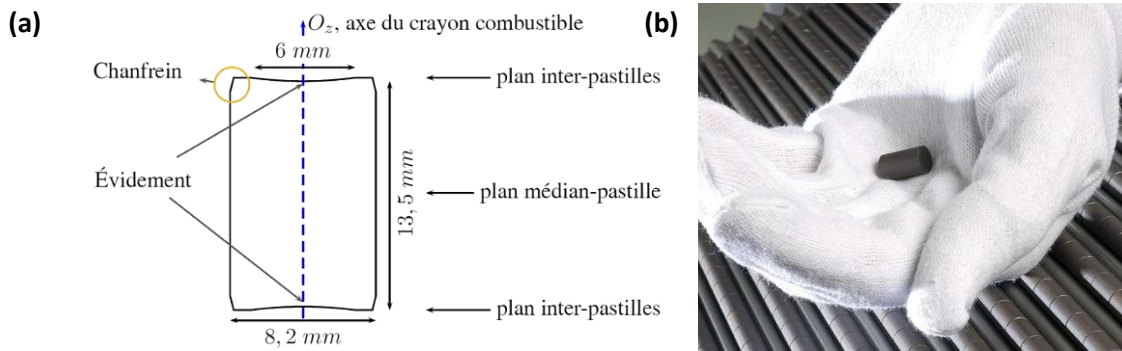 (a)
(b)
O_z, axe du crayon combustible
6 mm
Chanfrein
plan inter-pastilles
Évidement
plan médian-pastille
13, 5 mm
plan inter-pastilles
8, 2 mm